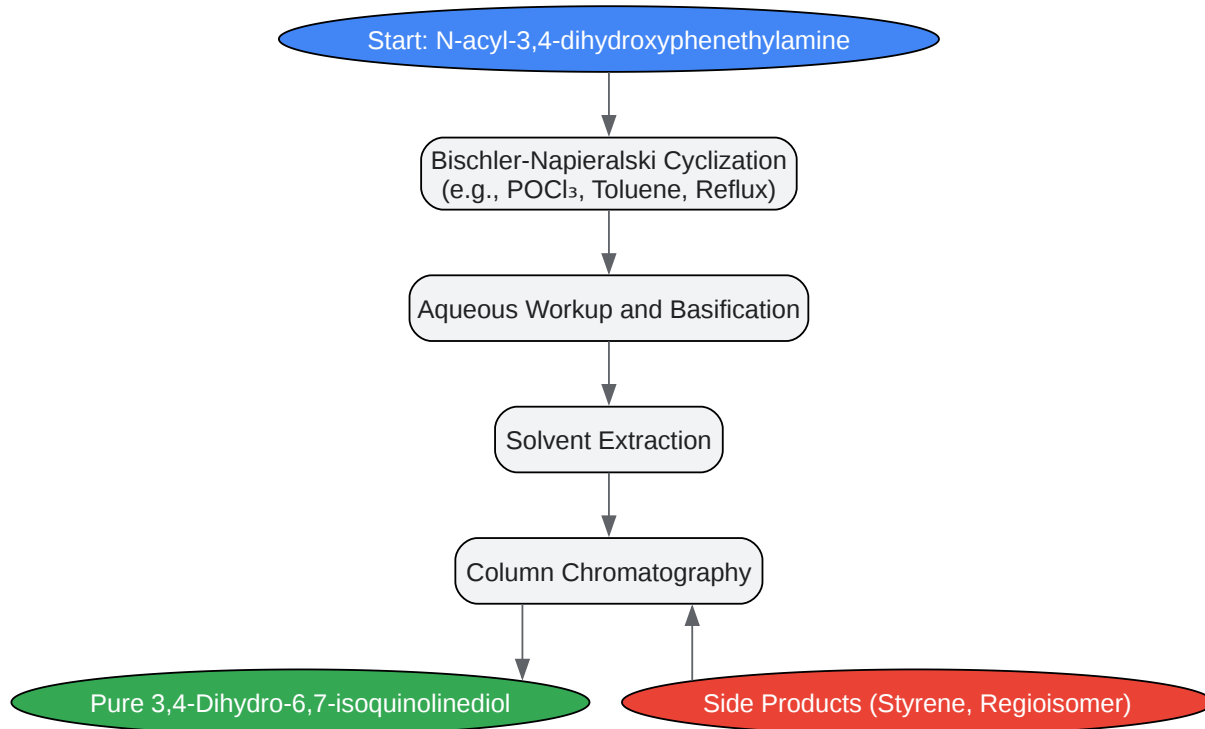 Start: N-acyl-3,4-dihydroxyphenethylamine
Bischler-Napieralski Cyclization
(e.g., POCl₃, Toluene, Reflux)
Aqueous Workup and Basification
Solvent Extraction
Column Chromatography
Pure 3,4-Dihydro-6,7-isoquinolinediol
Side Products (Styrene, Regioisomer)